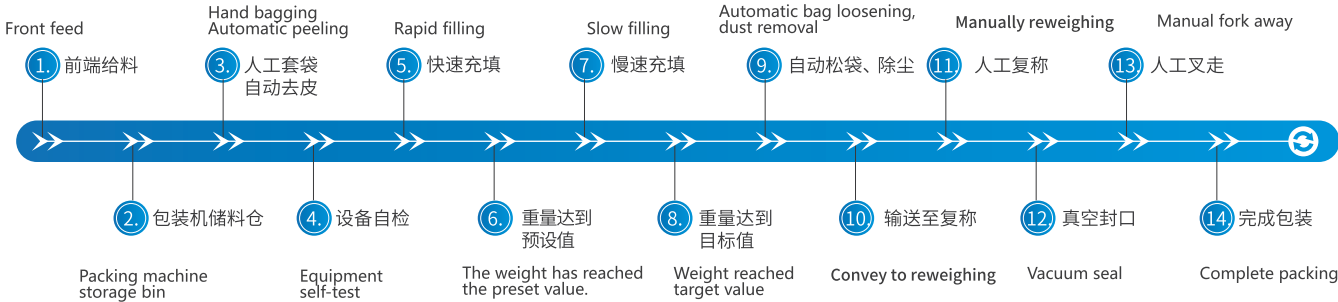 Front feed
1. 前端给料
2. 包装机储料仓
Packing machine
storage bin
Hand bagging
Automatic peeling
3. 人工套袋
自动去皮
4. 设备自检
Equipment
self-test
Rapid filling
5. 快速充填
6. 重量达到
预设值
The weight has reached
the preset value.
Slow filling
7. 慢速充填
8. 重量达到
目标值
Weight reached
target value
Automatic bag loosening,
dust removal
9. 自动松袋、除尘
10. 输送至复称
Convey to reweighing
Manually reweighing
11. 人工复称
12. 真空封口
Vacuum seal
Manual fork away
13. 人工叉走
14. 完成包装
Complete packing